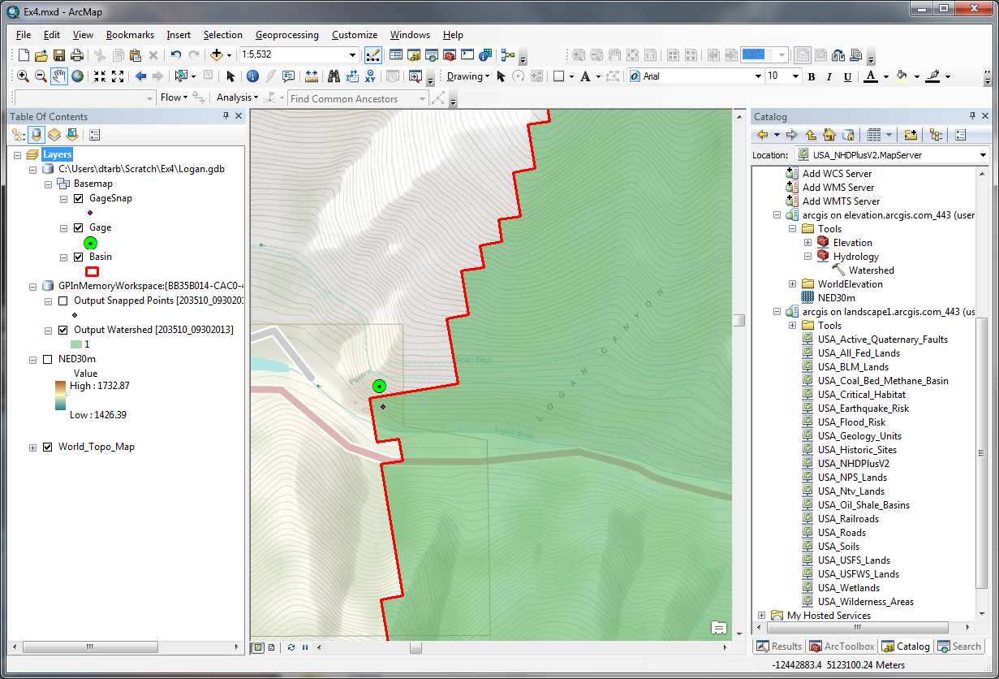 Ex4.mxd - ArcMap
File Edit View Bookmarks Insert Selection Geoprocessing Customize Windows Help
1:5,532
100%
Drawing
Arial
10
B I U A
Flow
Analysis
Find Common Ancestors
Table Of Contents
Layers
C:\Users\dtarb\Scratch\Ex4\Logan.gdb
Basemap
GageSnap
Gage
Basin
GPInMemoryWorkspace:{BB35B014-CAC0-4
Output Snapped Points [203510_0930201
Output Watershed [203510_09302013]
1
NED30m
Value
High : 1732.87
Low : 1426.39
World_Topo_Map
LOGAN CANYON
Canal / Ditch
Pipeline
Logan River
Catalog
Location: USA_NHDPlusV2.MapServer
Add WCS Server
Add WMS Server
Add WMTS Server
arcgis on elevation.arcgis.com_443 (user
Tools
Elevation
Hydrology
Watershed
WorldElevation
NED30m
arcgis on landscape1.arcgis.com_443 (us
Tools
USA_Active_Quaternary_Faults
USA_All_Fed_Lands
USA_BLM_Lands
USA_Coal_Bed_Methane_Basin
USA_Critical_Habitat
USA_Earthquake_Risk
USA_Flood_Risk
USA_Geology_Units
USA_Historic_Sites
USA_NHDPlusV2
USA_NPS_Lands
USA_Ntv_Lands
USA_Oil_Shale_Basins
USA_Railroads
USA_Roads
USA_Soils
USA_USFS_Lands
USA_USFWS_Lands
USA_Wetlands
USA_Wilderness_Areas
My Hosted Services
Results ArcToolbox Catalog Search
-12442883.4 5123100.24 Meters